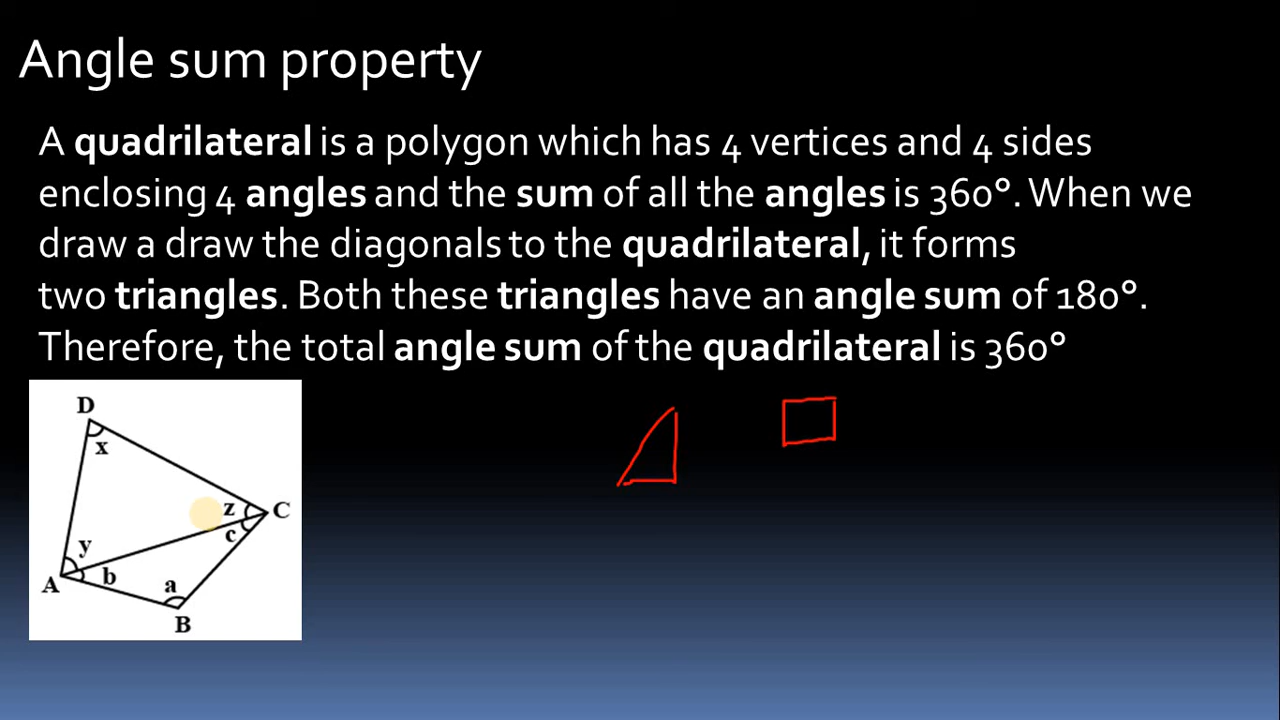 Angle sum property
A quadrilateral is a polygon which has 4 vertices and 4 sides
enclosing 4 angles and the sum of all the angles is 360°. When we
draw a draw the diagonals to the quadrilateral, it forms
two triangles. Both these triangles have an angle sum of 180°.
Therefore, the total angle sum of the quadrilateral is 360°
D
x
z C
c
y
A b a
B